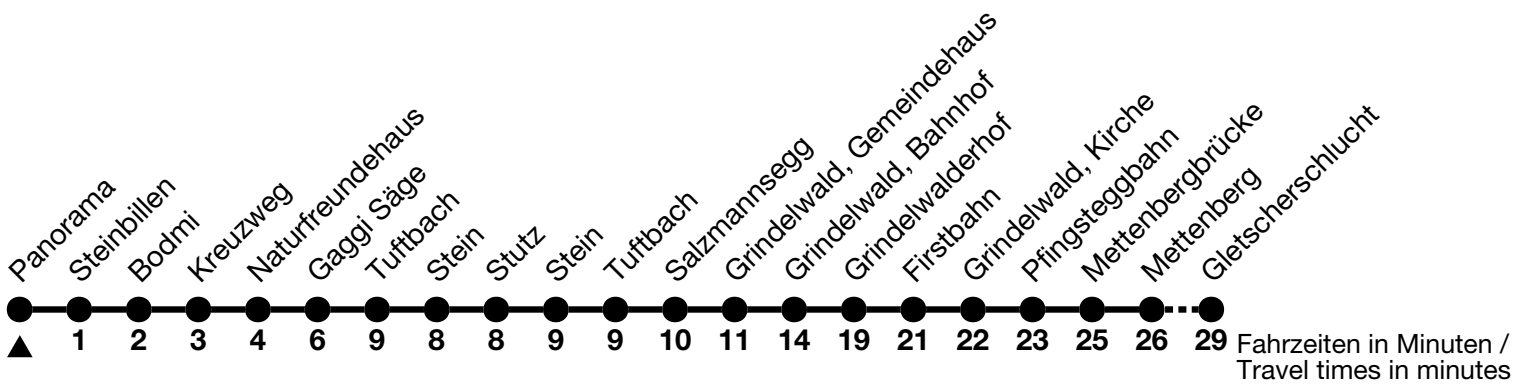 Panorama
Steinbillen
Bodmi
Kreuzweg
Naturfreundehaus
Gaggi Säge
Tuftbach
Stein
Stutz
Stein
Tuftbach
Salzmannsegg
Grindelwald, Gemeindehaus
Grindelwald, Bahnhof
Grindelwalderhof
Firstbahn
Grindelwald, Kirche
Pfingsteggbahn
Mettenbergbrücke
Mettenberg
Gletscherschlucht
1 2 3 4 6 9 8 8 9 9 10 11 14 19 21 22 23 25 26 29
Fahrzeiten in Minuten /
Travel times in minutes